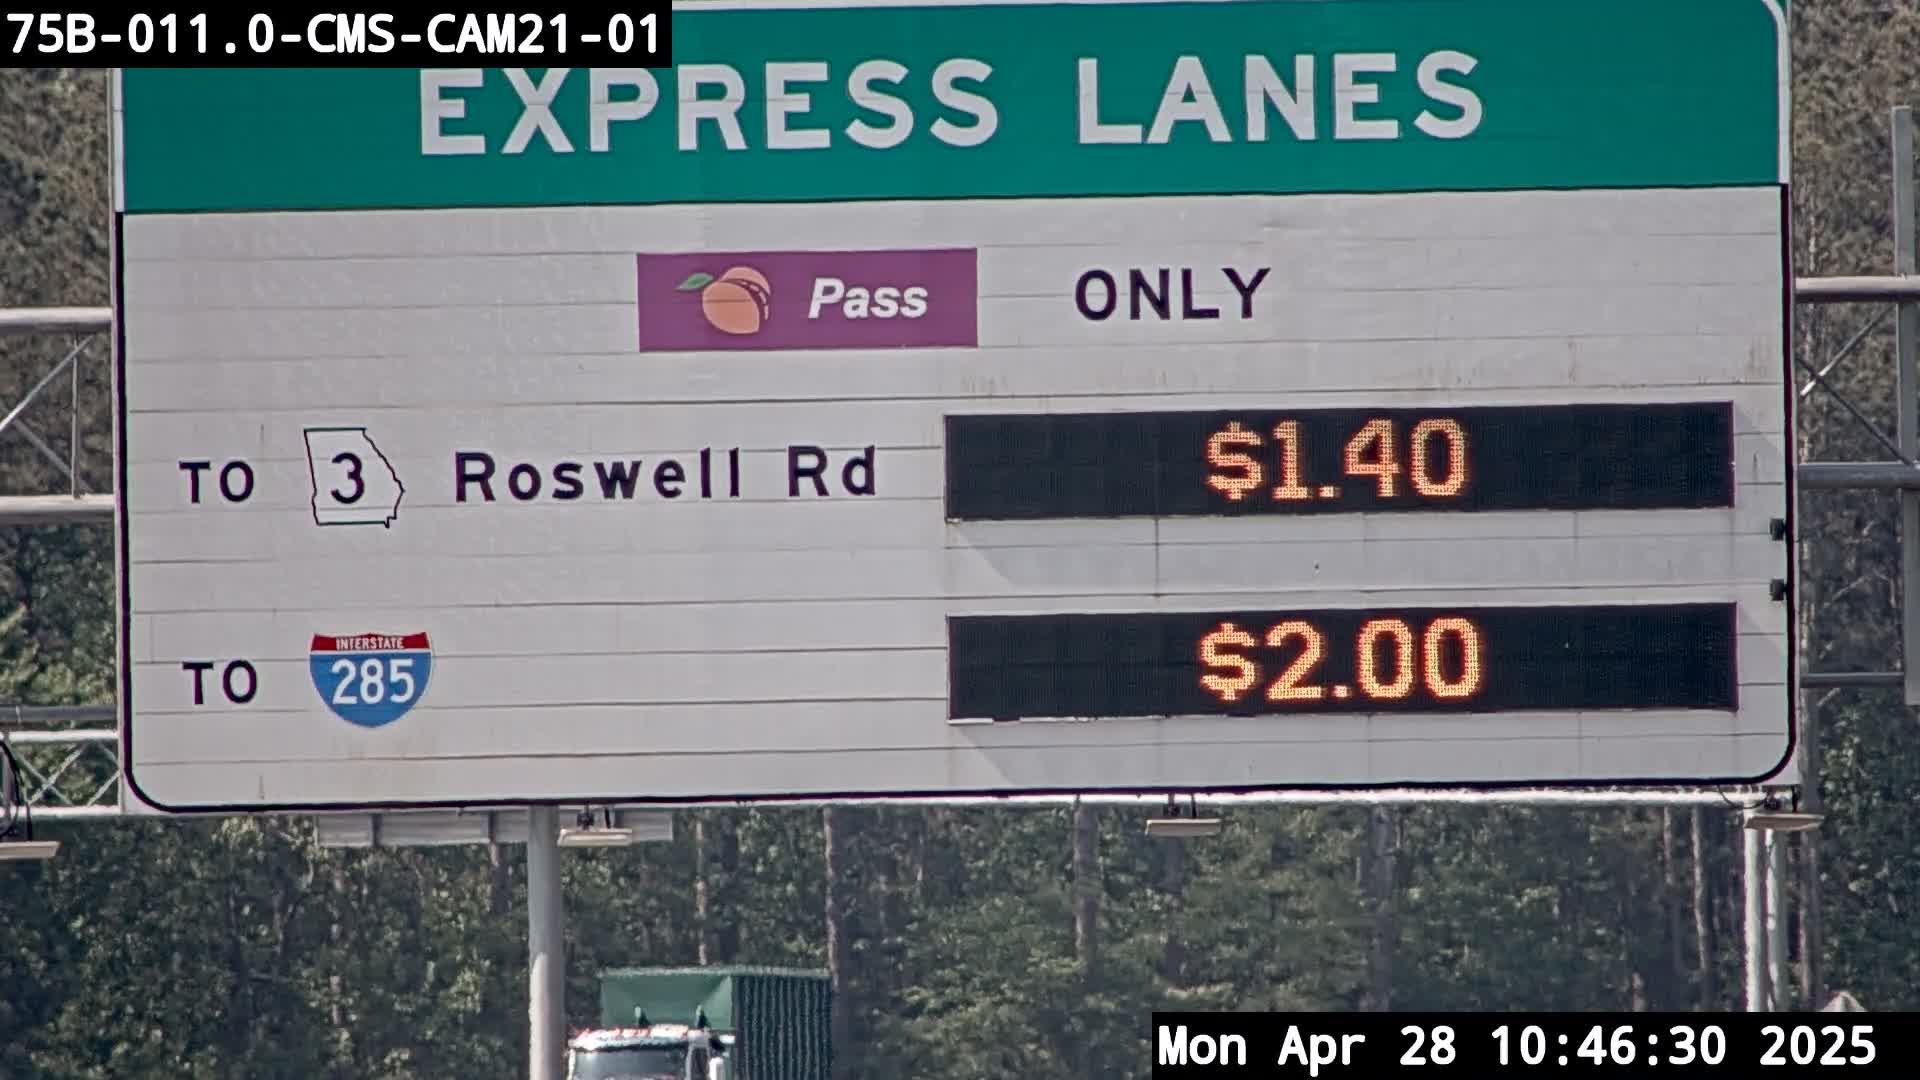 75B-011.0-CMS-CAM21-01
EXPRESS LANES
Pass ONLY
TO 3 Roswell Rd $1.40
INTERSTATE
TO 285 $2.00
Mon Apr 28 10:46:30 2025